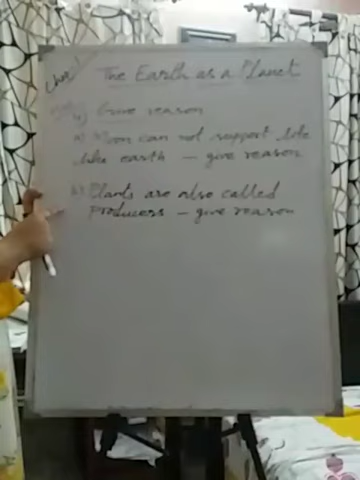 The Earth as a Planet
4) Give reason
a) Moon can not support life
like earth – give reason
b) Plants are also called
Producers – give reason